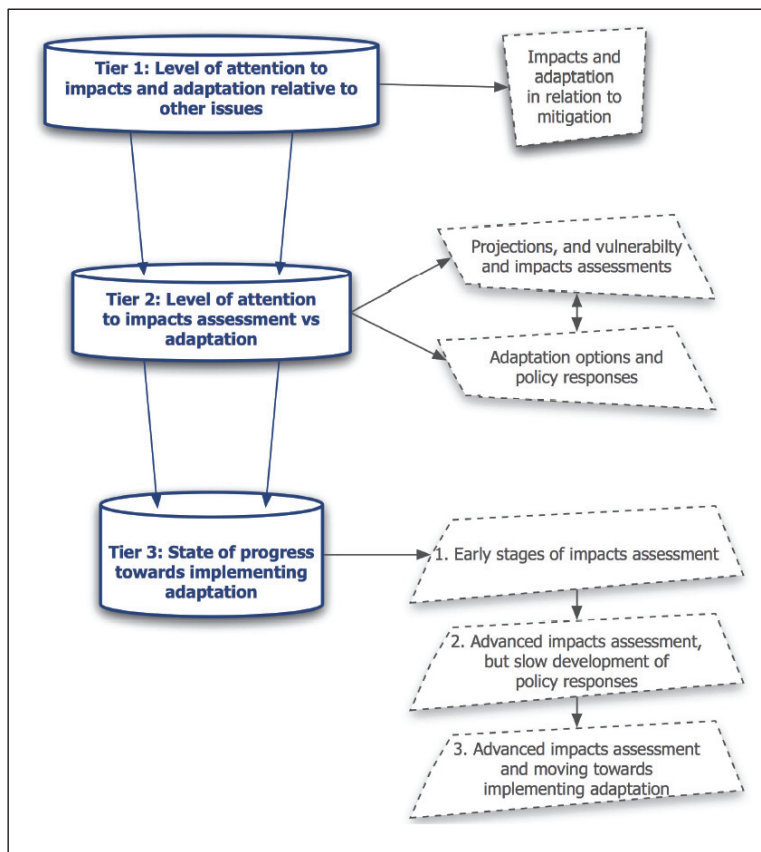 Tier 1: Level of attention to
impacts and adaptation relative to
other issues
Impacts and
adaptation
in relation to
mitigation
Tier 2: Level of attention
to impacts assessment vs
adaptation
Projections, and vulnerabilty
and impacts assessments
Adaptation options and
policy responses
Tier 3: State of progress
towards implementing
adaptation
1. Early stages of impacts assessment
2. Advanced impacts assessment,
but slow development of
policy responses
3. Advanced impacts assessment
and moving towards
implementing adaptation